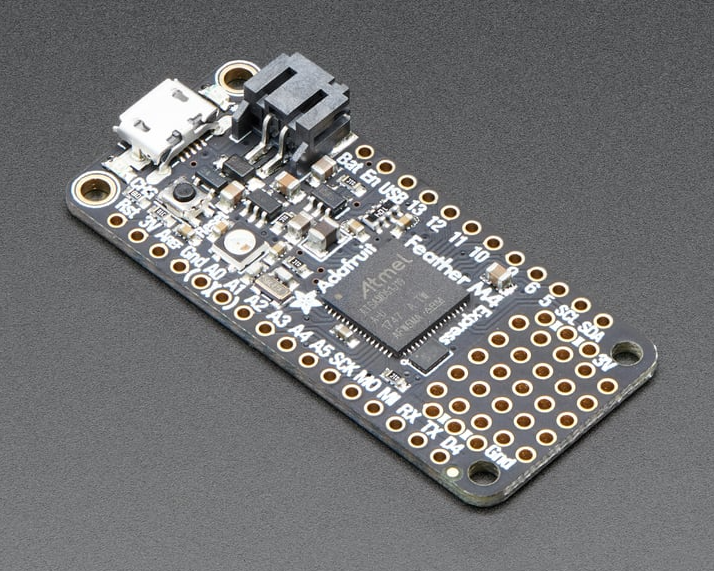 Bat
En
USB
13
12
11
10
9
6
5
SCL
SDA
3V
Gnd
Rst
3V
ARef
Gnd
A0
A1
A2
A3
A4
A5
SCK
MO
MI
RX
TX
D4
Adafruit
Feather M4
Express
Atmel